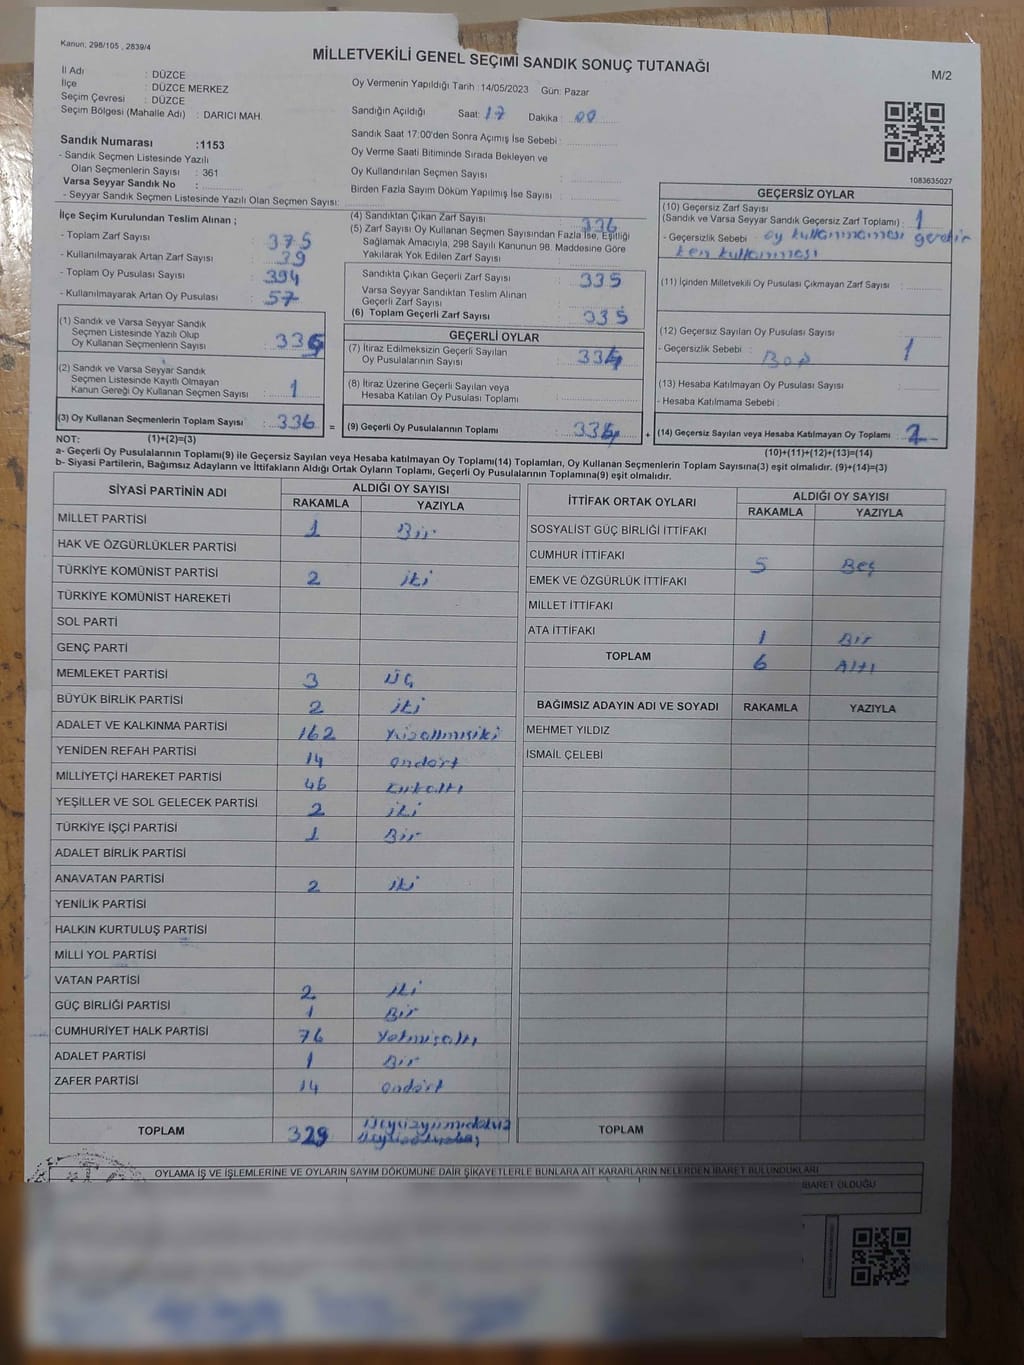 Kanun; 298/105 , 2839/4
MİLLETVEKİLİ GENEL SEÇİMİ SANDIK SONUÇ TUTANAĞI
M/2
İl Adı : DÜZCE
İlçe : DÜZCE MERKEZ
Seçim Çevresi : DÜZCE
Seçim Bölgesi (Mahalle Adı) : DARICI MAH.
Oy Vermenin Yapıldığı Tarih : 14/05/2023 Gün: Pazar
Sandığın Açıldığı Saat: 17 Dakika : 00
Sandık Saat 17:00'den Sonra Açımış İse Sebebi :
Oy Verme Saati Bitiminde Sırada Bekleyen ve
Oy Kullandırılan Seçmen Sayısı :
Birden Fazla Sayım Döküm Yapılmış İse Sayısı :
Sandık Numarası :1153
- Sandık Seçmen Listesinde Yazılı
Olan Seçmenlerin Sayısı : 361
Varsa Seyyar Sandık No :
- Seyyar Sandık Seçmen Listesinde Yazılı Olan Seçmen Sayısı:
1083635027
İlçe Seçim Kurulundan Teslim Alınan ;
- Toplam Zarf Sayısı : 375
- Kullanılmayarak Artan Zarf Sayısı : 39
- Toplam Oy Pusulası Sayısı : 394
- Kullanılmayarak Artan Oy Pusulası : 57
(1) Sandık ve Varsa Seyyar Sandık
Seçmen Listesinde Yazılı Olup
Oy Kullanan Seçmenlerin Sayısı : 335
(2) Sandık ve Varsa Seyyar Sandık
Seçmen Listesinde Kayıtlı Olmayan
Kanun Gereği Oy Kullanan Seçmen Sayısı : 1
(3) Oy Kullanan Seçmenlerin Toplam Sayısı : 336 =
(4) Sandıktan Çıkan Zarf Sayısı : 336
(5) Zarf Sayısı Oy Kullanan Seçmen Sayısından Fazla İse, Eşitliği
Sağlamak Amacıyla, 298 Sayılı Kanunun 98. Maddesine Göre
Yakılarak Yok Edilen Zarf Sayısı :
Sandıkta Çıkan Geçerli Zarf Sayısı : 335
Varsa Seyyar Sandıktan Teslim Alınan
Geçerli Zarf Sayısı :
(6) Toplam Geçerli Zarf Sayısı : 335
GEÇERLİ OYLAR
(7) İtiraz Edilmeksizin Geçerli Sayılan
Oy Pusulalarının Sayısı : 334
(8) İtiraz Üzerine Geçerli Sayılan veya
Hesaba Katılan Oy Pusulası Toplamı :
(9) Geçerli Oy Pusulalarının Toplamı : 334 +
GEÇERSİZ OYLAR
(10) Geçersiz Zarf Sayısı
(Sandık ve Varsa Seyyar Sandık Geçersiz Zarf Toplamı) : 1
- Geçersizlik Sebebi : oy kullanmaması gerekir
ken kullanması
(11) İçinden Milletvekili Oy Pusulası Çıkmayan Zarf Sayısı :
(12) Geçersiz Sayılan Oy Pusulası Sayısı : 1
- Geçersizlik Sebebi : Boş
(13) Hesaba Katılmayan Oy Pusulası Sayısı :
- Hesaba Katılmama Sebebi :
(14) Geçersiz Sayılan veya Hesaba Katılmayan Oy Toplamı : 2
NOT: (1)+(2)=(3)
(10)+(11)+(12)+(13)=(14)
a- Geçerli Oy Pusulalarının Toplamı(9) ile Geçersiz Sayılan veya Hesaba katılmayan Oy Toplamı(14) Toplamları, Oy Kullanan Seçmenlerin Toplam Sayısına(3) eşit olmalıdır. (9)+(14)=(3)
b- Siyasi Partilerin, Bağımsız Adayların ve İttifakların Aldığı Ortak Oyların Toplamı, Geçerli Oy Pusulalarının Toplamına(9) eşit olmalıdır.
SİYASİ PARTİNİN ADI ALDIĞI OY SAYISI
RAKAMLA YAZIYLA
MİLLET PARTİSİ 1 Bir
HAK VE ÖZGÜRLÜKLER PARTİSİ
TÜRKİYE KOMÜNİST PARTİSİ 2 iki
TÜRKİYE KOMÜNİST HAREKETİ
SOL PARTİ
GENÇ PARTİ
MEMLEKET PARTİSİ 3 üç
BÜYÜK BİRLİK PARTİSİ 2 iki
ADALET VE KALKINMA PARTİSİ 162 Yüzaltmışiki
YENİDEN REFAH PARTİSİ 14 ondört
MİLLİYETÇİ HAREKET PARTİSİ 46 kırkaltı
YEŞİLLER VE SOL GELECEK PARTİSİ 2 iki
TÜRKİYE İŞÇİ PARTİSİ 1 Bir
ADALET BİRLİK PARTİSİ
ANAVATAN PARTİSİ 2 iki
YENİLİK PARTİSİ
HALKIN KURTULUŞ PARTİSİ
MİLLİ YOL PARTİSİ
VATAN PARTİSİ 2 iki
GÜÇ BİRLİĞİ PARTİSİ 1 Bir
CUMHURİYET HALK PARTİSİ 76 Yetmişaltı
ADALET PARTİSİ 1 Bir
ZAFER PARTİSİ 14 ondört
TOPLAM 329
İTTİFAK ORTAK OYLARI ALDIĞI OY SAYISI
RAKAMLA YAZIYLA
SOSYALİST GÜÇ BİRLİĞİ İTTİFAKI
CUMHUR İTTİFAKI 5 Beş
EMEK VE ÖZGÜRLÜK İTTİFAKI
MİLLET İTTİFAKI
ATA İTTİFAKI 1 Bir
TOPLAM 6 Altı
BAĞIMSIZ ADAYIN ADI VE SOYADI RAKAMLA YAZIYLA
MEHMET YILDIZ
İSMAİL ÇELEBİ
TOPLAM
OYLAMA İŞ VE İŞLEMLERİNE VE OYLARIN SAYIM DÖKÜMÜNE DAİR ŞİKAYETLERLE BUNLARA AİT KARARLARIN NELERDEN İBARET BULUNDUKLARI
İBARET OLDUĞU